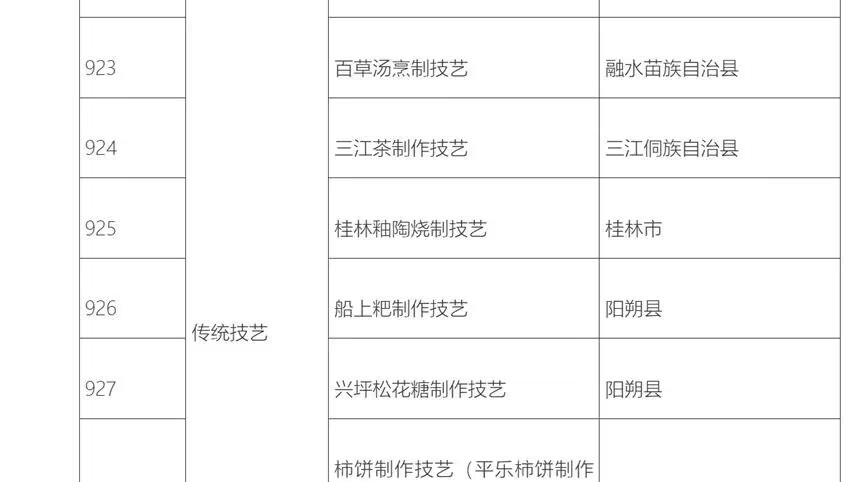 923
百草汤烹制技艺
融水苗族自治县
924
三江茶制作技艺
三江侗族自治县
925
桂林釉陶烧制技艺
桂林市
926
船上粑制作技艺
阳朔县
传统技艺
927
兴坪松花糖制作技艺
阳朔县
柿饼制作技艺（平乐柿饼制作